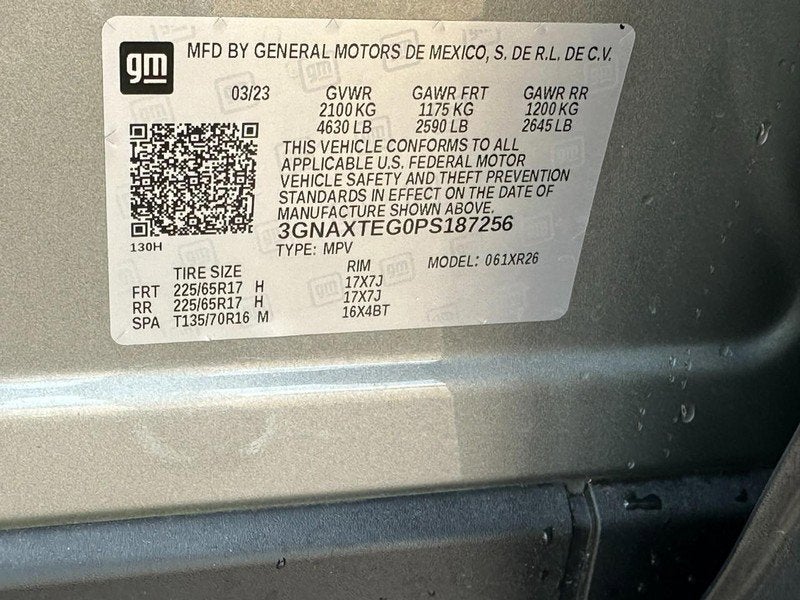 gm MFD BY GENERAL MOTORS DE MEXICO, S. DE R.L. DE C.V.
03/23 GVWR GAWR FRT GAWR RR
2100 KG 1175 KG 1200 KG
4630 LB 2590 LB 2645 LB
THIS VEHICLE CONFORMS TO ALL
APPLICABLE U.S. FEDERAL MOTOR
VEHICLE SAFETY AND THEFT PREVENTION
STANDARDS IN EFFECT ON THE DATE OF
MANUFACTURE SHOWN ABOVE.
3GNAXTEG0PS187256
130H
TYPE: MPV MODEL: 061XR26
TIRE SIZE RIM
FRT 225/65R17 H 17X7J
RR 225/65R17 H 17X7J
SPA T135/70R16 M 16X4BT